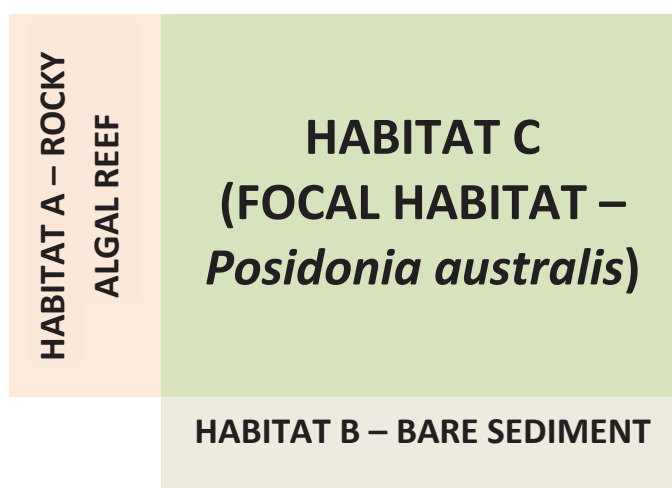 HABITAT A – ROCKY
ALGAL REEF
HABITAT C
(FOCAL HABITAT –
Posidonia australis)
HABITAT B – BARE SEDIMENT